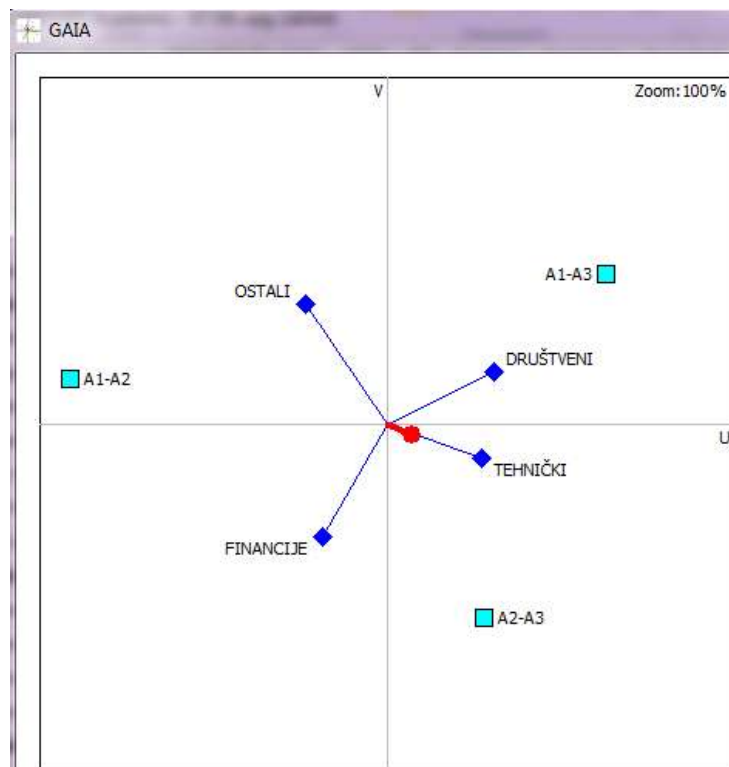 GAIA
V
Zoom:100%
A1-A3
OSTALI
DRUŠTVENI
A1-A2
U
TEHNIČKI
FINANCIJE
A2-A3